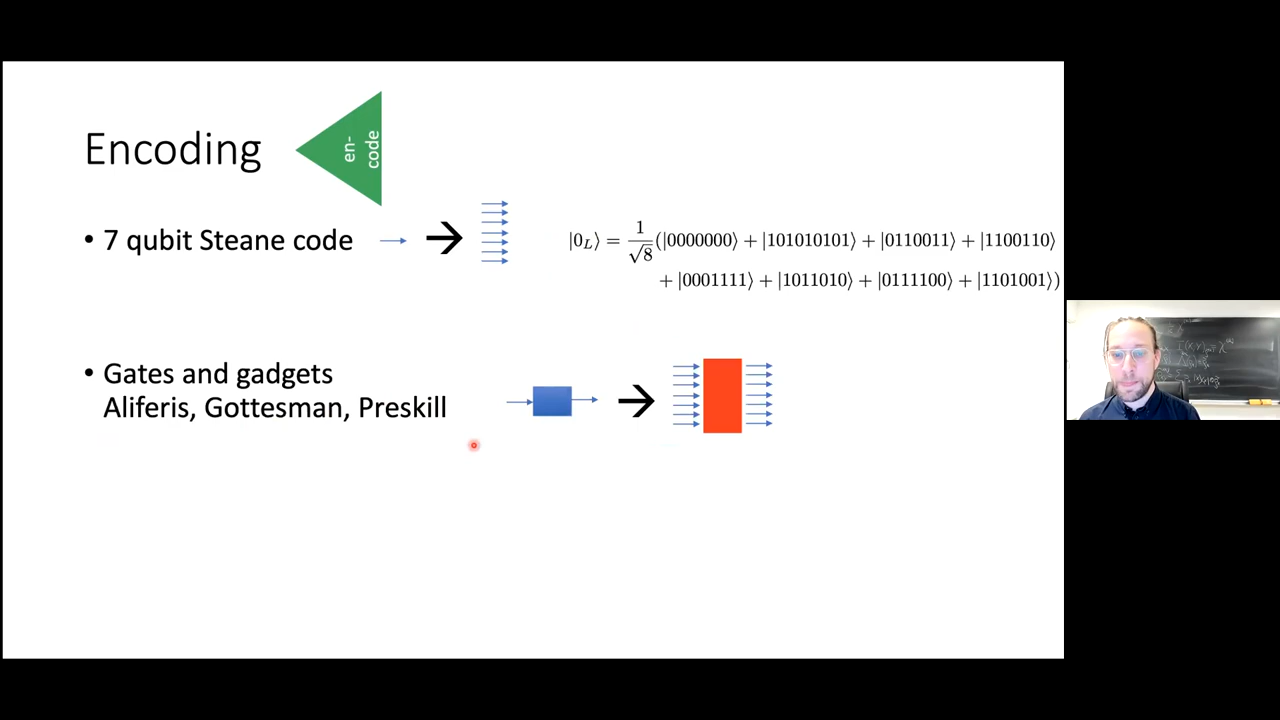 Encoding
en-
code
• 7 qubit Steane code
|0_L⟩ = 1/√8 (|0000000⟩ + |101010101⟩ + |0110011⟩ + |1100110⟩
+ |0001111⟩ + |1011010⟩ + |0111100⟩ + |1101001⟩)
• Gates and gadgets
Aliferis, Gottesman, Preskill